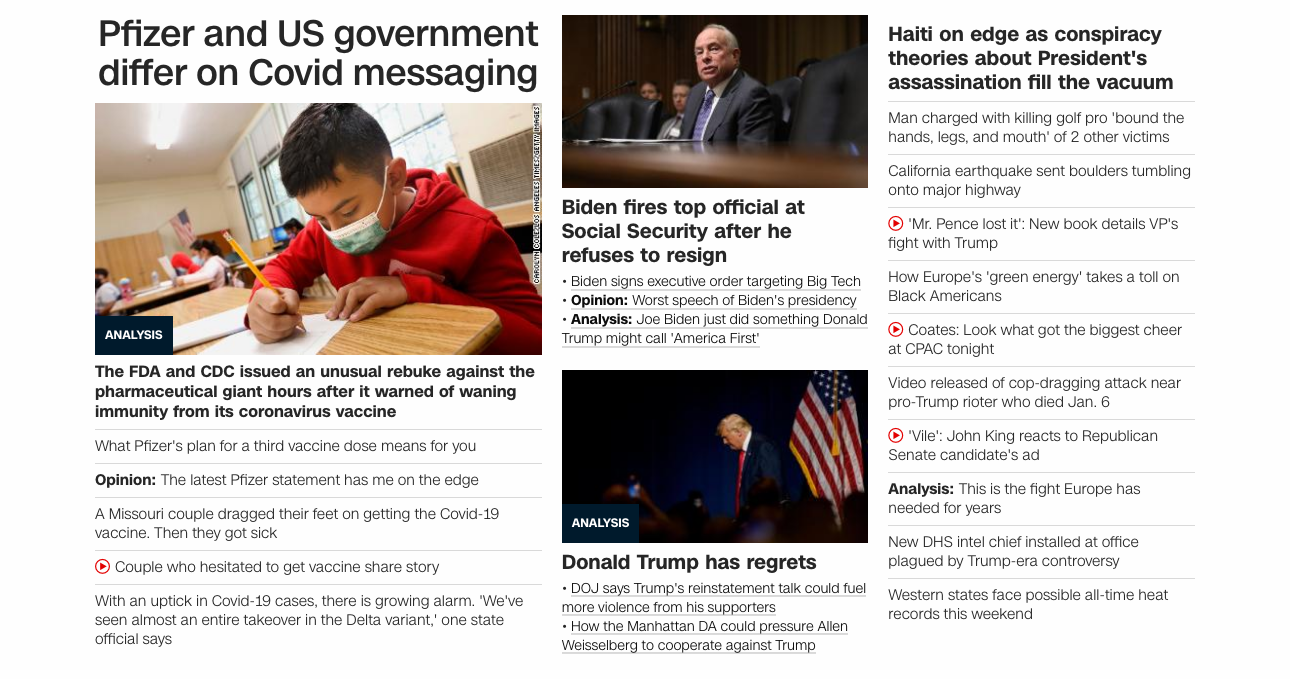 Pfizer and US government
differ on Covid messaging
CAROLYN COLE/LOS ANGELES TIMES/GETTY IMAGES
ANALYSIS
The FDA and CDC issued an unusual rebuke against the
pharmaceutical giant hours after it warned of waning
immunity from its coronavirus vaccine
What Pfizer's plan for a third vaccine dose means for you
Opinion: The latest Pfizer statement has me on the edge
A Missouri couple dragged their feet on getting the Covid-19
vaccine. Then they got sick
Couple who hesitated to get vaccine share story
With an uptick in Covid-19 cases, there is growing alarm. 'We've
seen almost an entire takeover in the Delta variant,' one state
official says
Biden fires top official at
Social Security after he
refuses to resign
• Biden signs executive order targeting Big Tech
• Opinion: Worst speech of Biden's presidency
• Analysis: Joe Biden just did something Donald
Trump might call 'America First'
ANALYSIS
Donald Trump has regrets
• DOJ says Trump's reinstatement talk could fuel
more violence from his supporters
• How the Manhattan DA could pressure Allen
Weisselberg to cooperate against Trump
Haiti on edge as conspiracy
theories about President's
assassination fill the vacuum
Man charged with killing golf pro 'bound the
hands, legs, and mouth' of 2 other victims
California earthquake sent boulders tumbling
onto major highway
'Mr. Pence lost it': New book details VP's
fight with Trump
How Europe's 'green energy' takes a toll on
Black Americans
Coates: Look what got the biggest cheer
at CPAC tonight
Video released of cop-dragging attack near
pro-Trump rioter who died Jan. 6
'Vile': John King reacts to Republican
Senate candidate's ad
Analysis: This is the fight Europe has
needed for years
New DHS intel chief installed at office
plagued by Trump-era controversy
Western states face possible all-time heat
records this weekend